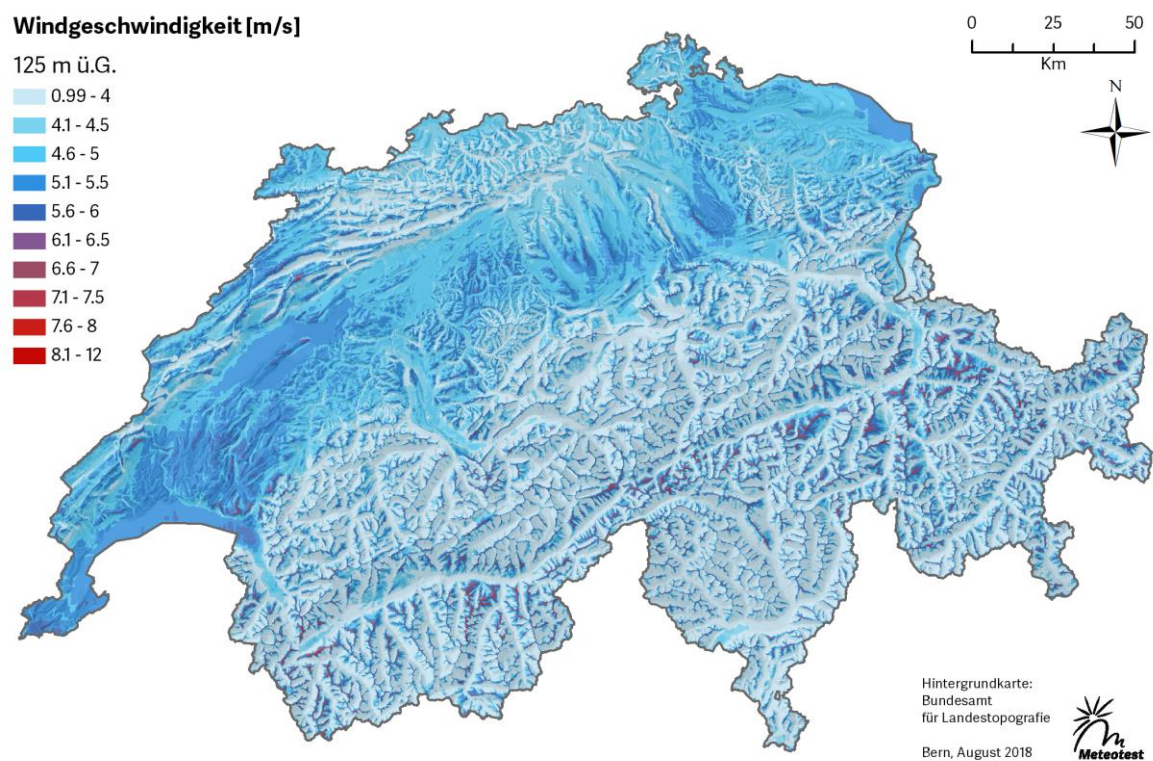 Windgeschwindigkeit [m/s]
125 m ü.G.
0.99 - 4
4.1 - 4.5
4.6 - 5
5.1 - 5.5
5.6 - 6
6.1 - 6.5
6.6 - 7
7.1 - 7.5
7.6 - 8
8.1 - 12
0 25 50
Km
N
Hintergrundkarte:
Bundesamt
für Landestopografie
Bern, August 2018
Meteotest